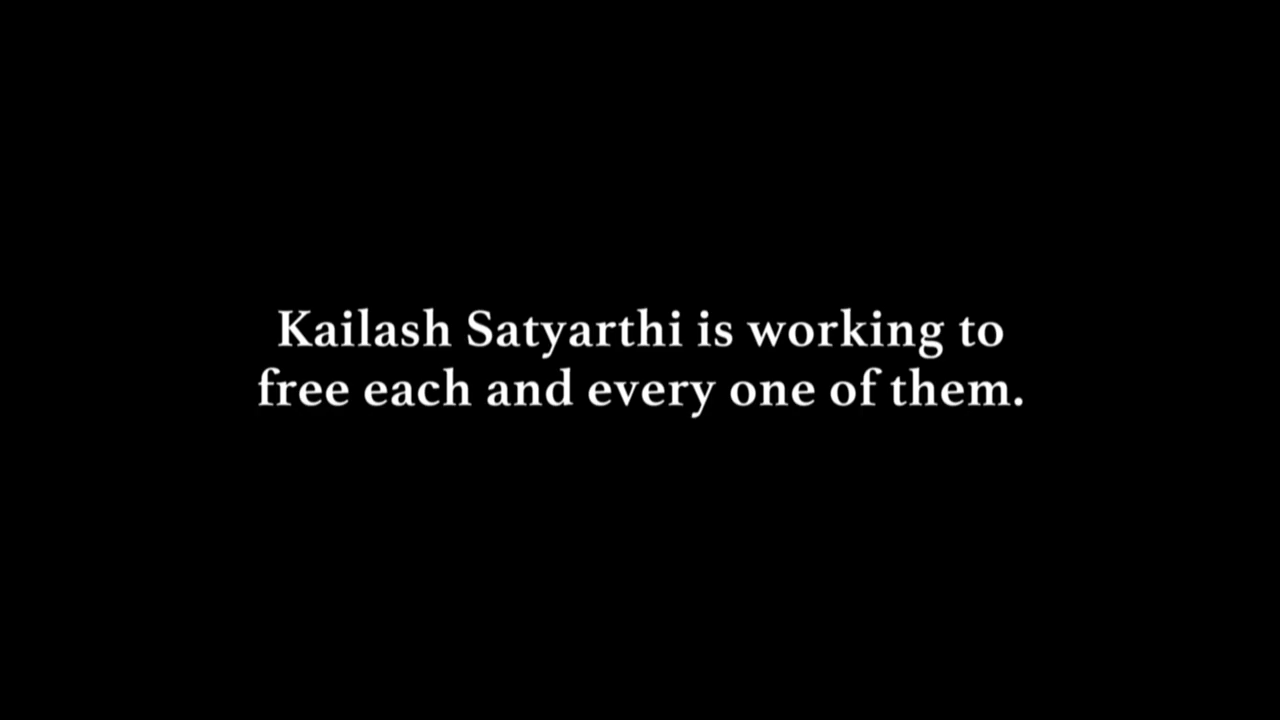 Kailash Satyarthi is working to
free each and every one of them.